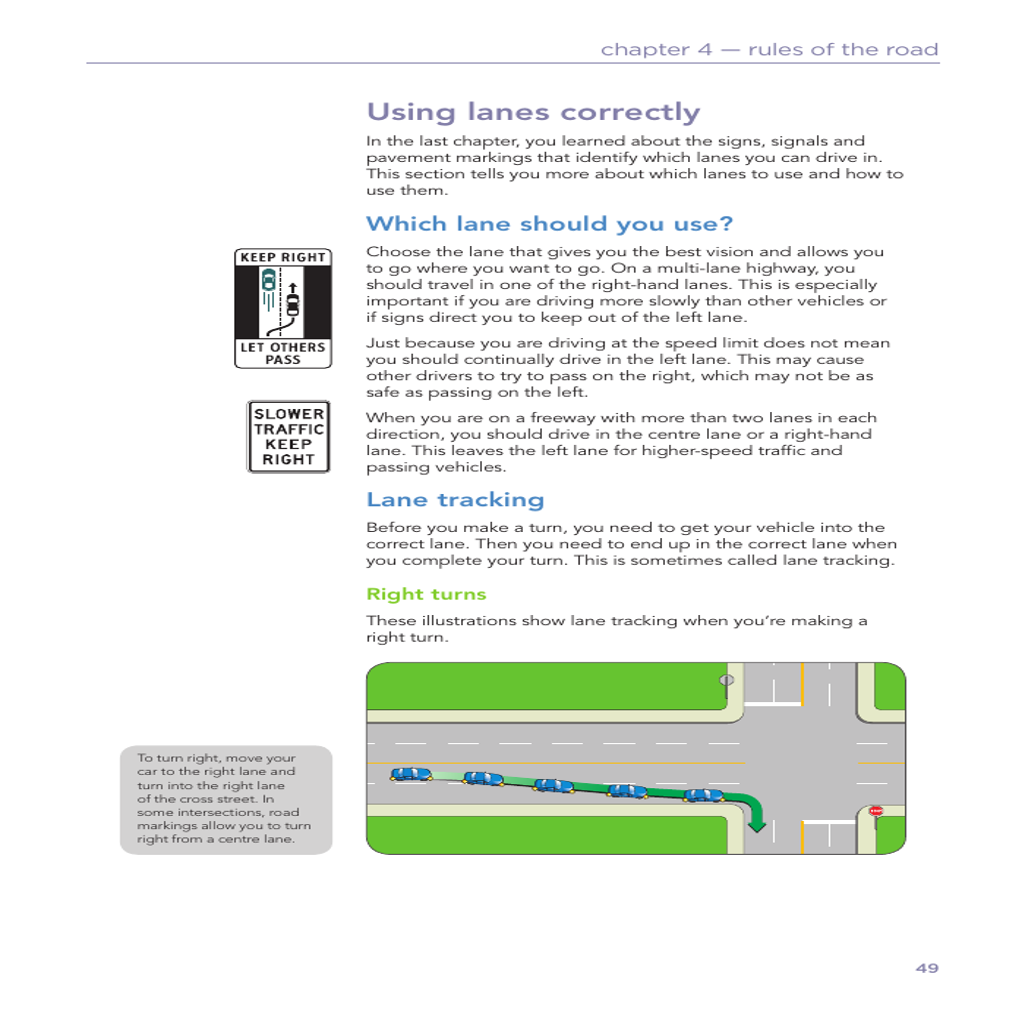 chapter 4 — rules of the road
Using lanes correctly
In the last chapter, you learned about the signs, signals and
pavement markings that identify which lanes you can drive in.
This section tells you more about which lanes to use and how to
use them.
Which lane should you use?
KEEP RIGHT
LET OTHERS
PASS
Choose the lane that gives you the best vision and allows you
to go where you want to go. On a multi-lane highway, you
should travel in one of the right-hand lanes. This is especially
important if you are driving more slowly than other vehicles or
if signs direct you to keep out of the left lane.
Just because you are driving at the speed limit does not mean
you should continually drive in the left lane. This may cause
other drivers to try to pass on the right, which may not be as
safe as passing on the left.
SLOWER
TRAFFIC
KEEP
RIGHT
When you are on a freeway with more than two lanes in each
direction, you should drive in the centre lane or a right-hand
lane. This leaves the left lane for higher-speed traffic and
passing vehicles.
Lane tracking
Before you make a turn, you need to get your vehicle into the
correct lane. Then you need to end up in the correct lane when
you complete your turn. This is sometimes called lane tracking.
Right turns
These illustrations show lane tracking when you’re making a
right turn.
To turn right, move your
car to the right lane and
turn into the right lane
of the cross street. In
some intersections, road
markings allow you to turn
right from a centre lane.
STOP
49